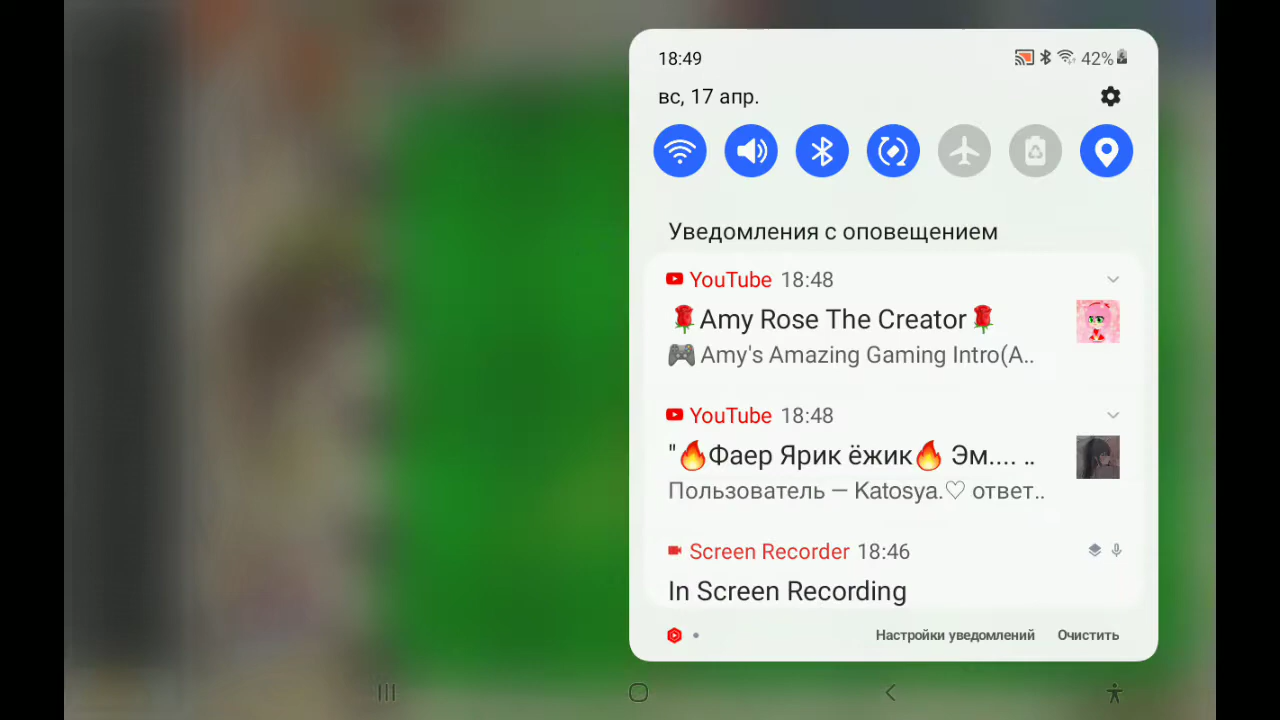 18:49 42%
вс, 17 апр.
Уведомления с оповещением
YouTube 18:48
🌹Amy Rose The Creator🌹
🎮 Amy's Amazing Gaming Intro(A..
YouTube 18:48
"🔥Фаер Ярик ёжик🔥 Эм.... ..
Пользователь — Katosya.♡ ответ..
Screen Recorder 18:46
In Screen Recording
Настройки уведомлений Очистить